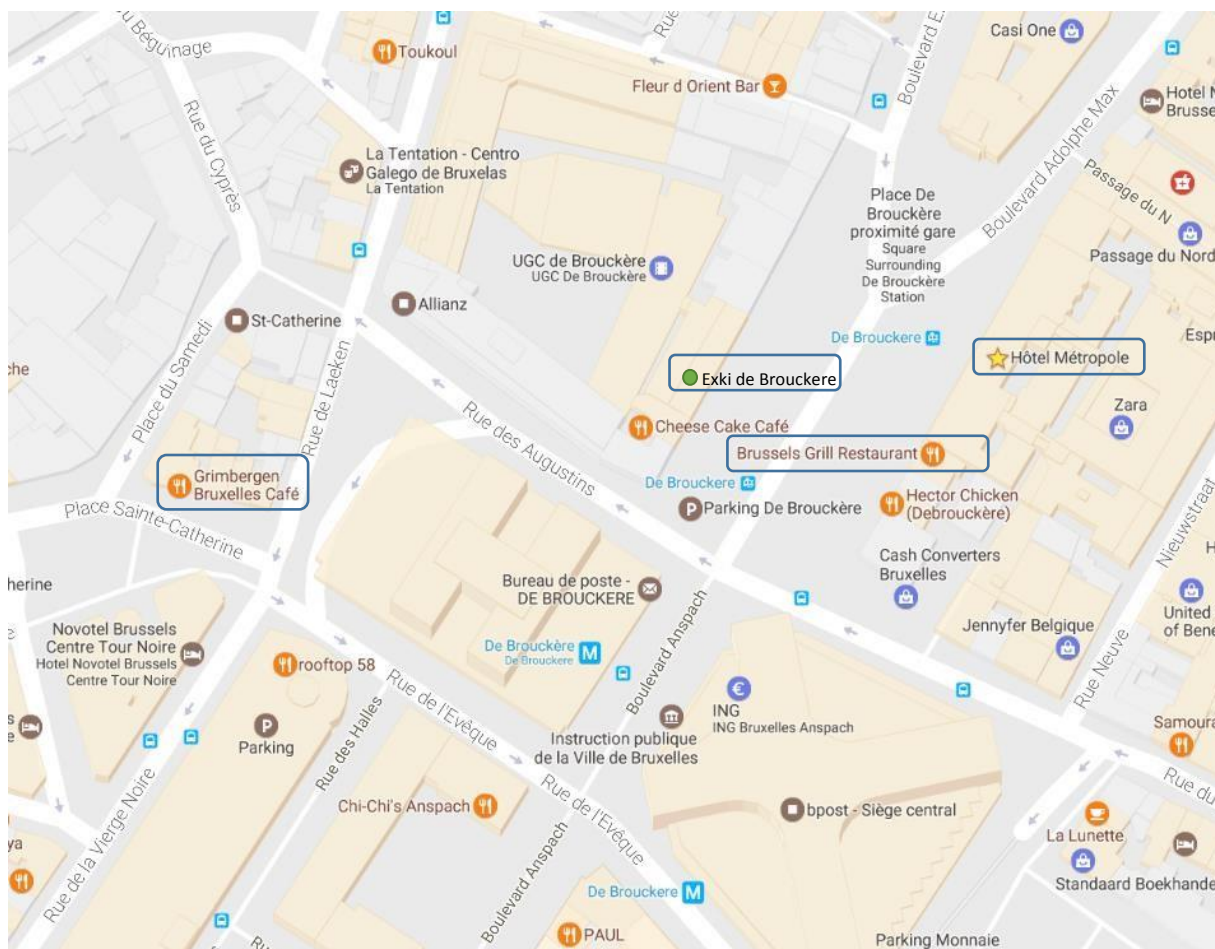 u Béguinage
Toukoul
Rue
Casi One
Fleur d Orient Bar
Boulevard E
Boulevard Adolphe Max
Hotel N
Brusse
Rue du Cyprès
La Tentation - Centro
Galego de Bruxelas
La Tentation
Passage du N
Place De
Brouckère
proximité gare
Square
Surrounding
De Brouckère
Station
Passage du Nord
UGC de Brouckère
UGC De Brouckère
Allianz
St-Catherine
De Brouckere
Espr
Hôtel Métropole
che
Place du Samedi
Rue de Laeken
Exki de Brouckere
Zara
Rue des Augustins
Cheese Cake Café
Brussels Grill Restaurant
Grimbergen
Bruxelles Café
De Brouckere
P
Parking De Brouckère
Hector Chicken
(Debrouckère)
Place Sainte-Catherine
Nieuwstraat
Cash Converters
Bruxelles
H
therine
Bureau de poste -
DE BROUCKERE
United
of Bene
Novotel Brussels
Centre Tour Noire
Hotel Novotel Brussels
Centre Tour Noire
De Brouckère
De Brouckere
M
Boulevard Anspach
Jennyfer Belgique
Rue Neuve
rooftop 58
Rue de l'Evêque
€
ING
ING Bruxelles Anspach
P
Parking
Rue des Halles
Instruction publique
de la Ville de Bruxelles
Samoura
Rue du
Rue de la Vierge Noire
Chi-Chi's Anspach
Rue de l'Evêque
bpost - Siège central
La Lunette
ya
Boulevard Anspach
De Brouckere
M
Standaard Boekhande
PAUL
Parking Monnaie